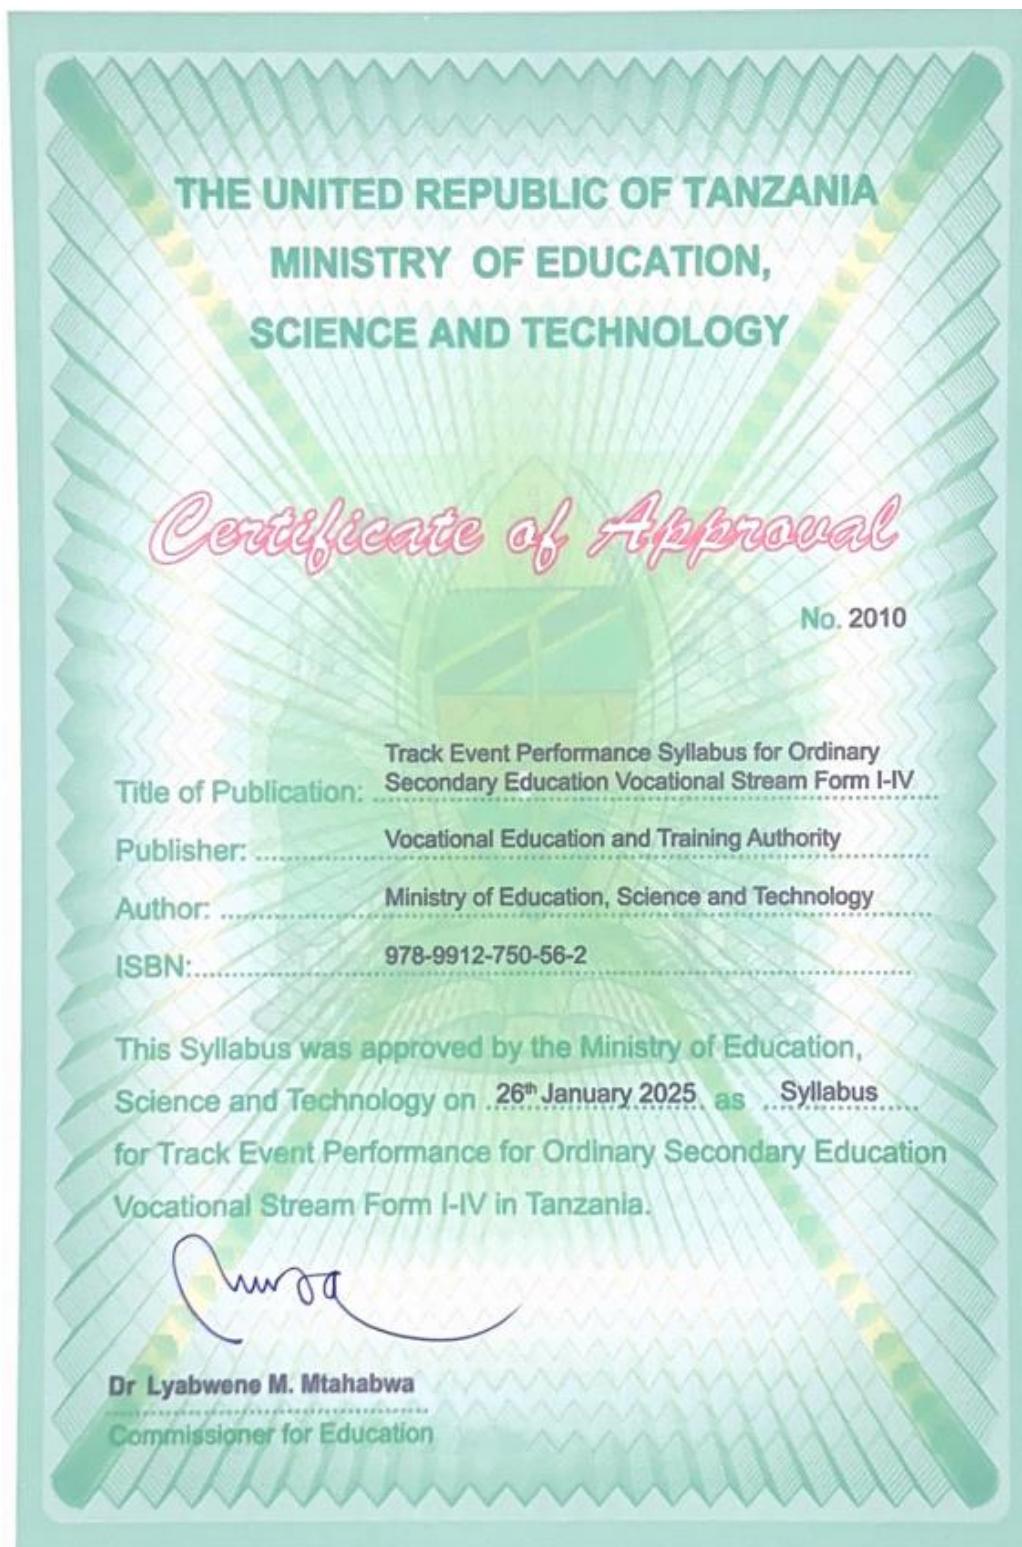 THE UNITED REPUBLIC OF TANZANIA
MINISTRY OF EDUCATION,
SCIENCE AND TECHNOLOGY
Certificate of Approval
No. 2010
Title of Publication: Track Event Performance Syllabus for Ordinary
Secondary Education Vocational Stream Form I-IV
Publisher: Vocational Education and Training Authority
Author: Ministry of Education, Science and Technology
ISBN: 978-9912-750-56-2
This Syllabus was approved by the Ministry of Education,
Science and Technology on 26th January 2025 as Syllabus
for Track Event Performance for Ordinary Secondary Education
Vocational Stream Form I-IV in Tanzania.
Dr Lyabwene M. Mtahabwa
Commissioner for Education